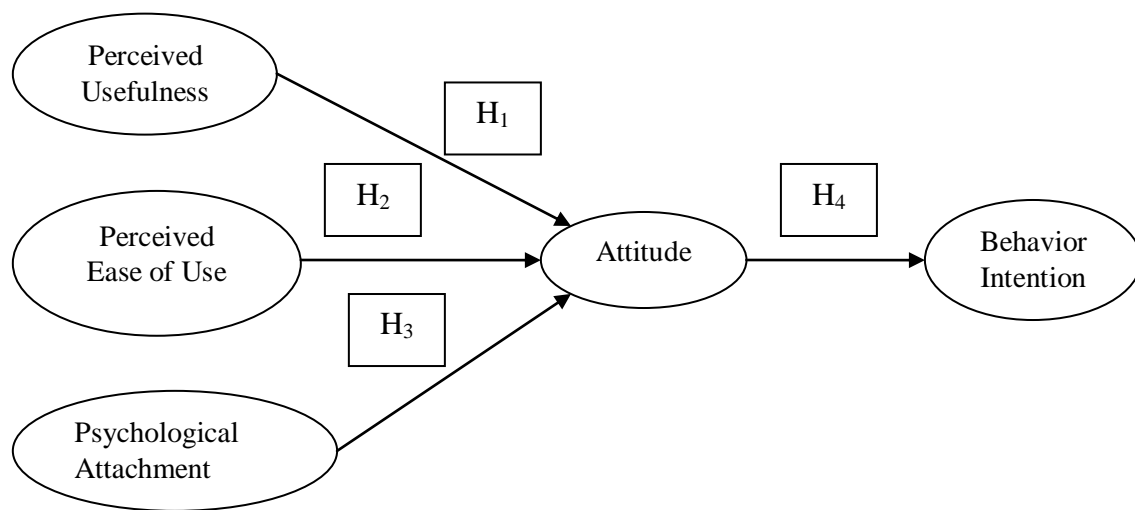 Perceived
Usefulness
H₁
H₂
Perceived
Ease of Use
Attitude
H₄
Behavior
Intention
H₃
Psychological
Attachment